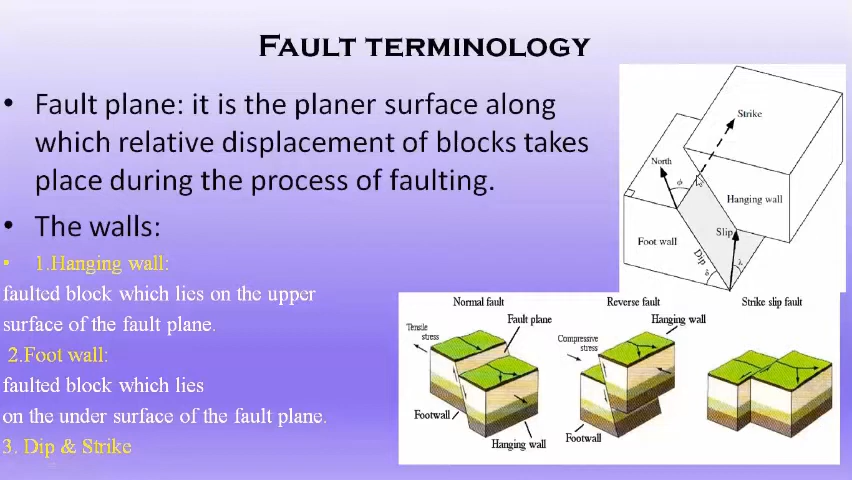 FAULT TERMINOLOGY
• Fault plane: it is the planer surface along
which relative displacement of blocks takes
place during the process of faulting.
• The walls:
• 1.Hanging wall:
faulted block which lies on the upper
surface of the fault plane.
2.Foot wall:
faulted block which lies
on the under surface of the fault plane.
3. Dip & Strike
Strike
North
ø
Hanging wall
Slip
Foot wall
Dip
δ
λ
Normal fault
Reverse fault
Strike slip fault
Fault plane
Hanging wall
Tensile
stress
Compressive
stress
Footwall
Hanging wall
Footwall